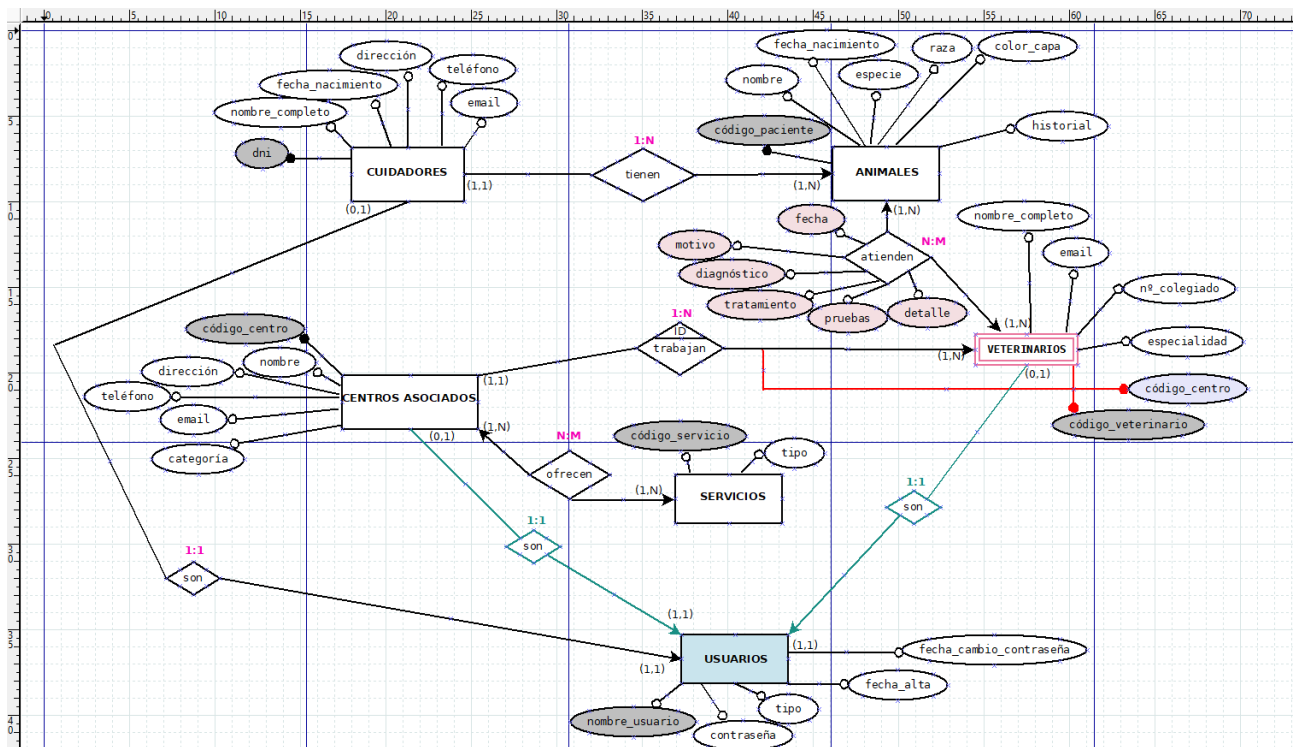 0 5 10 15 20 25 30 35 40 45 50 55 60 65 70
dirección
teléfono
fecha_nacimiento
email
nombre_completo
dni
CUIDADORES
(1,1)
(0,1)
1:N
tienen
(1,N)
fecha_nacimiento
raza
color_capa
nombre
especie
código_paciente
historial
ANIMALES
(1,N)
fecha
motivo
N:M
atienden
diagnóstico
tratamiento
pruebas
detalle
nombre_completo
email
nº_colegiado
especialidad
(1,N)
VETERINARIOS
(1,N)
(0,1)
código_centro
código_veterinario
1:N
ID
trabajan
código_centro
nombre
dirección
teléfono
email
categoría
CENTROS ASOCIADOS
(1,1)
(0,1)
(1,N)
N:M
ofrecen
(1,N)
código_servicio
tipo
SERVICIOS
1:1
son
1:1
son
1:1
son
(1,1)
(1,1)
(1,1)
USUARIOS
fecha_cambio_contraseña
fecha_alta
tipo
contraseña
nombre_usuario